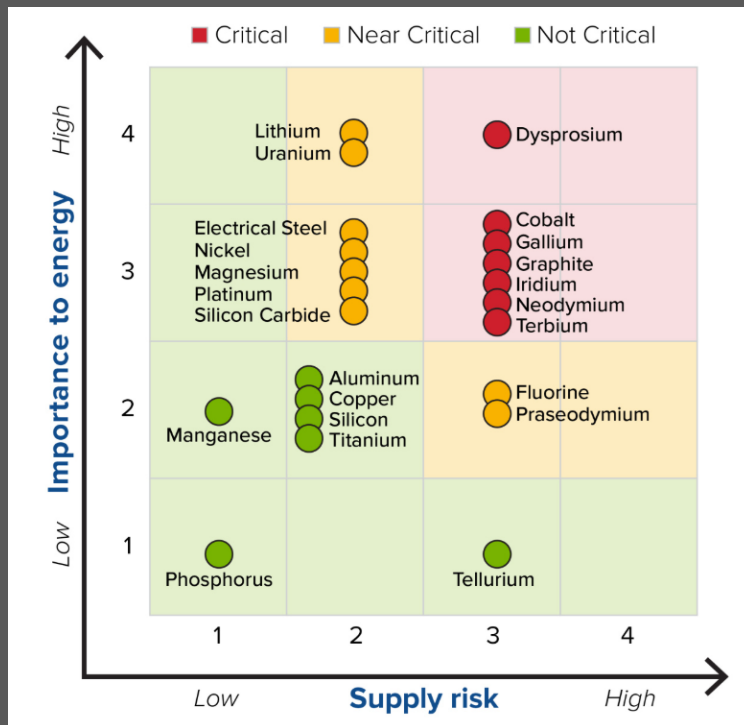 Critical Near Critical Not Critical
High
Importance to energy
Low
4
3
2
1
Lithium
Uranium
Dysprosium
Electrical Steel
Nickel
Magnesium
Platinum
Silicon Carbide
Cobalt
Gallium
Graphite
Iridium
Neodymium
Terbium
Manganese
Aluminum
Copper
Silicon
Titanium
Fluorine
Praseodymium
Phosphorus
Tellurium
1 2 3 4
Low Supply risk High